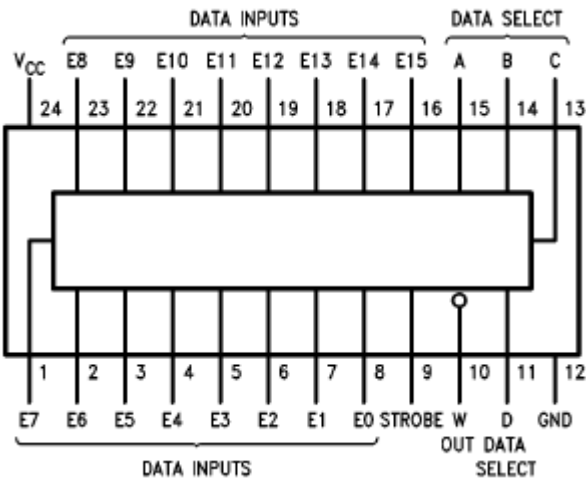 DATA INPUTS DATA SELECT
VCC E8 E9 E10 E11 E12 E13 E14 E15 A B C
24 23 22 21 20 19 18 17 16 15 14 13
1 2 3 4 5 6 7 8 9 10 11 12
E7 E6 E5 E4 E3 E2 E1 E0 STROBE W D GND
OUT DATA
DATA INPUTS SELECT